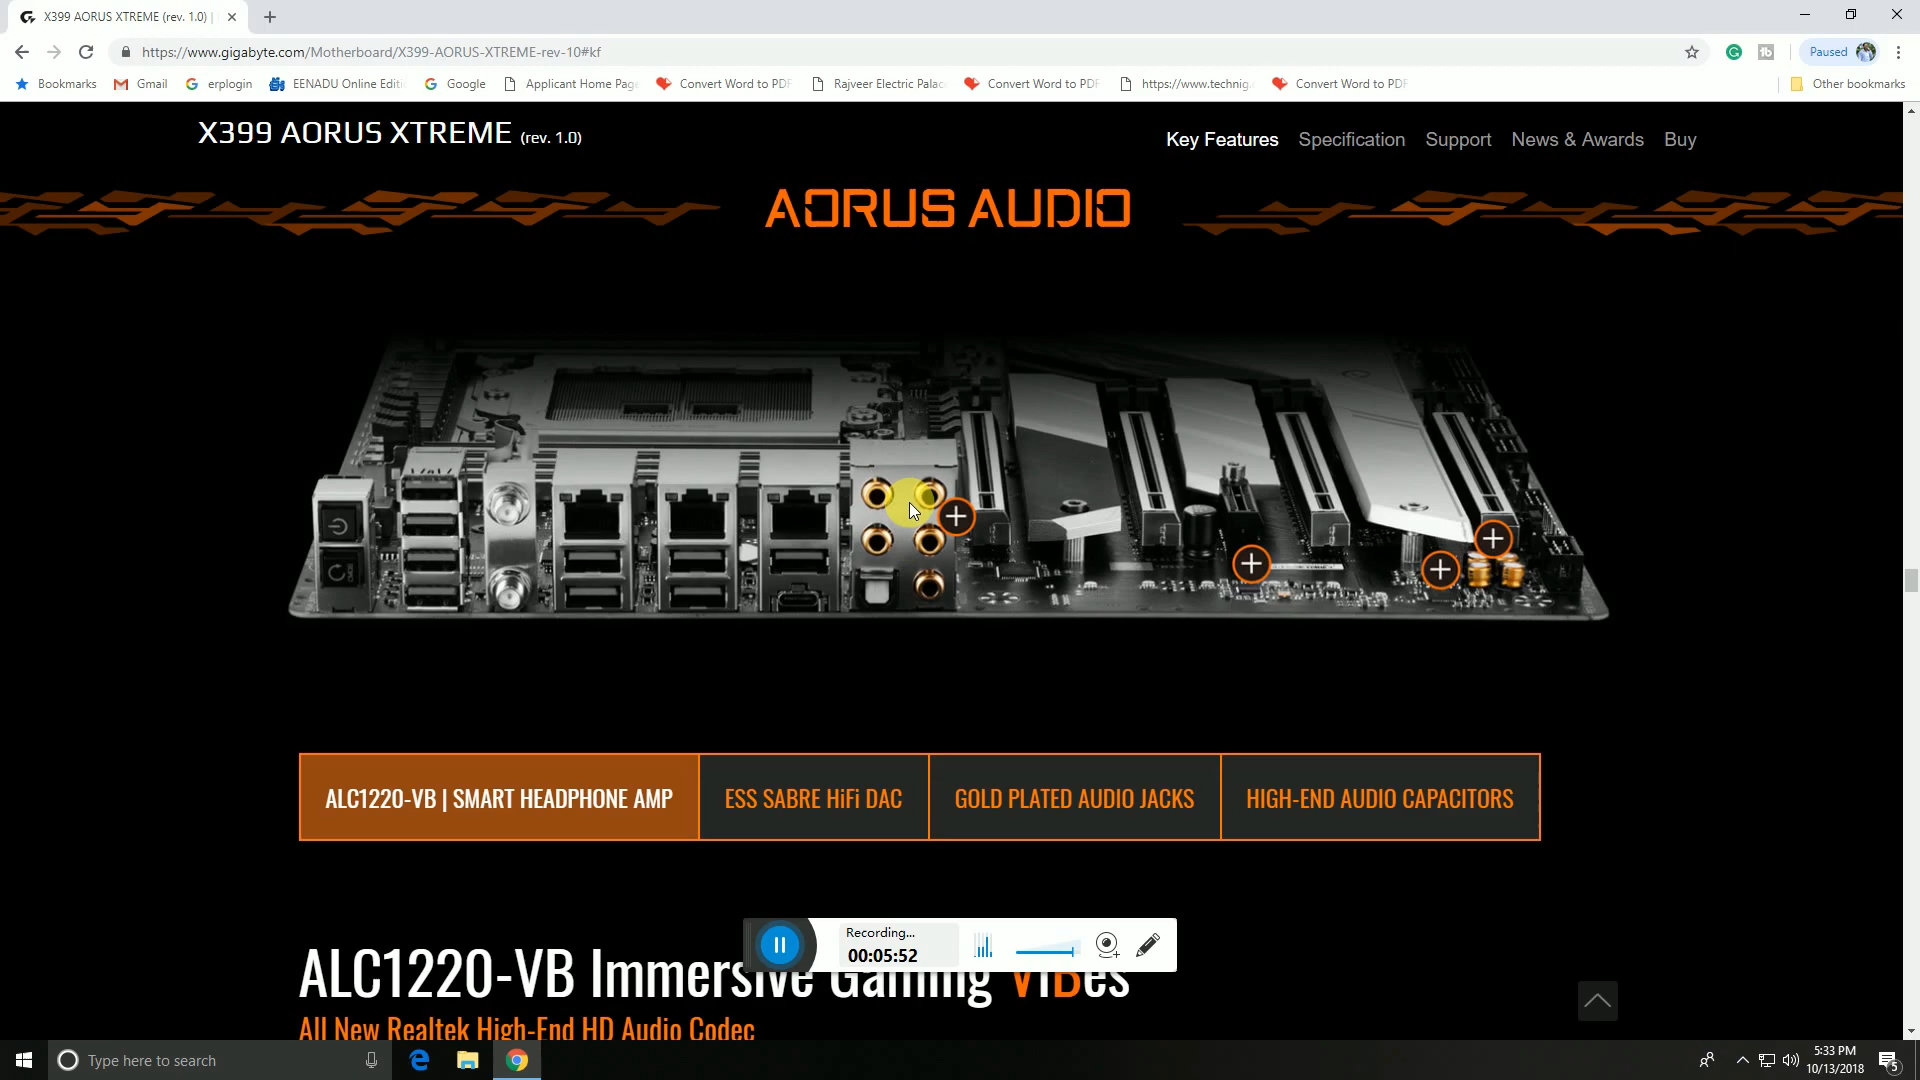 X399 AORUS XTREME (rev. 1.0) |
https://www.gigabyte.com/Motherboard/X399-AORUS-XTREME-rev-10#kf
Paused
Bookmarks
Gmail
erplogin
EENADU Online Editi
Google
Applicant Home Page
Convert Word to PDF
Rajveer Electric Palac
Convert Word to PDF
https://www.technig.
Convert Word to PDF
Other bookmarks
X399 AORUS XTREME (rev. 1.0)
Key Features
Specification
Support
News & Awards
Buy
AORUS AUDIO
ALC1220-VB | SMART HEADPHONE AMP
ESS SABRE HiFi DAC
GOLD PLATED AUDIO JACKS
HIGH-END AUDIO CAPACITORS
Recording...
00:05:52
ALC1220-VB Immersive Gaming VIBes
All New Realtek High-End HD Audio Codec
Type here to search
5:33 PM
10/13/2018
5